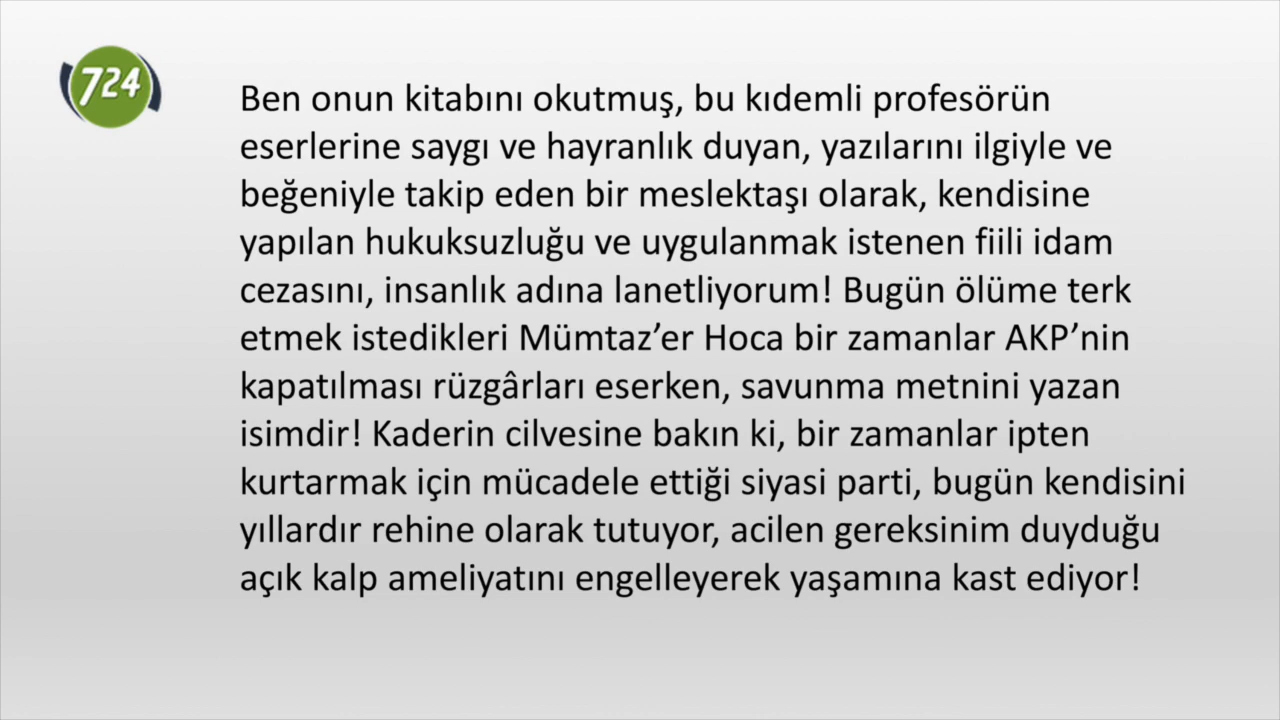 724
Ben onun kitabını okutmuş, bu kıdemli profesörün
eserlerine saygı ve hayranlık duyan, yazılarını ilgiyle ve
beğeniyle takip eden bir meslektaşı olarak, kendisine
yapılan hukuksuzluğu ve uygulanmak istenen fiili idam
cezasını, insanlık adına lanetliyorum! Bugün ölüme terk
etmek istedikleri Mümtaz’er Hoca bir zamanlar AKP’nin
kapatılması rüzgârları eserken, savunma metnini yazan
isimdir! Kaderin cilvesine bakın ki, bir zamanlar ipten
kurtarmak için mücadele ettiği siyasi parti, bugün kendisini
yıllardır rehine olarak tutuyor, acilen gereksinim duyduğu
açık kalp ameliyatını engelleyerek yaşamına kast ediyor!